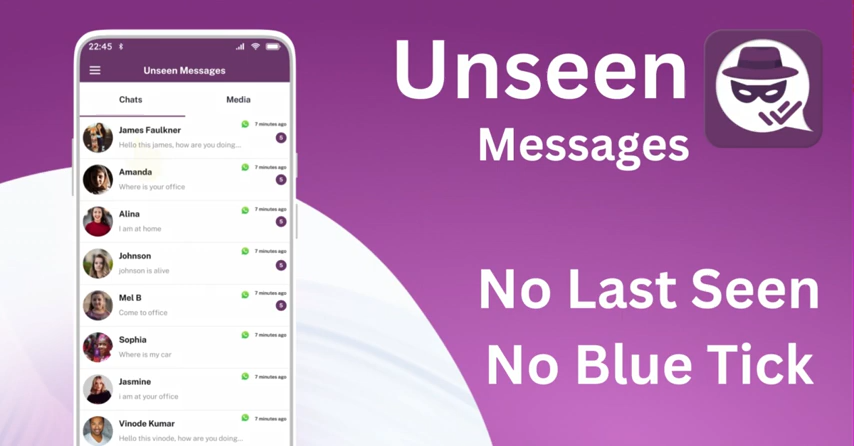 22:45
Unseen Messages
Chats
Media
James Faulkner
7 minutes ago
Hello this james, how are you doing...
5
Amanda
7 minutes ago
Where is your office
5
Alina
7 minutes ago
I am at home
5
Johnson
7 minutes ago
johnson is alive
5
Mel B
7 minutes ago
Come to office
5
Sophia
7 minutes ago
Where is my car
Jasmine
7 minutes ago
i am at your office
Vinode Kumar
7 minutes ago
Hello this vinode, how are you doing...
Unseen
Messages
No Last Seen
No Blue Tick